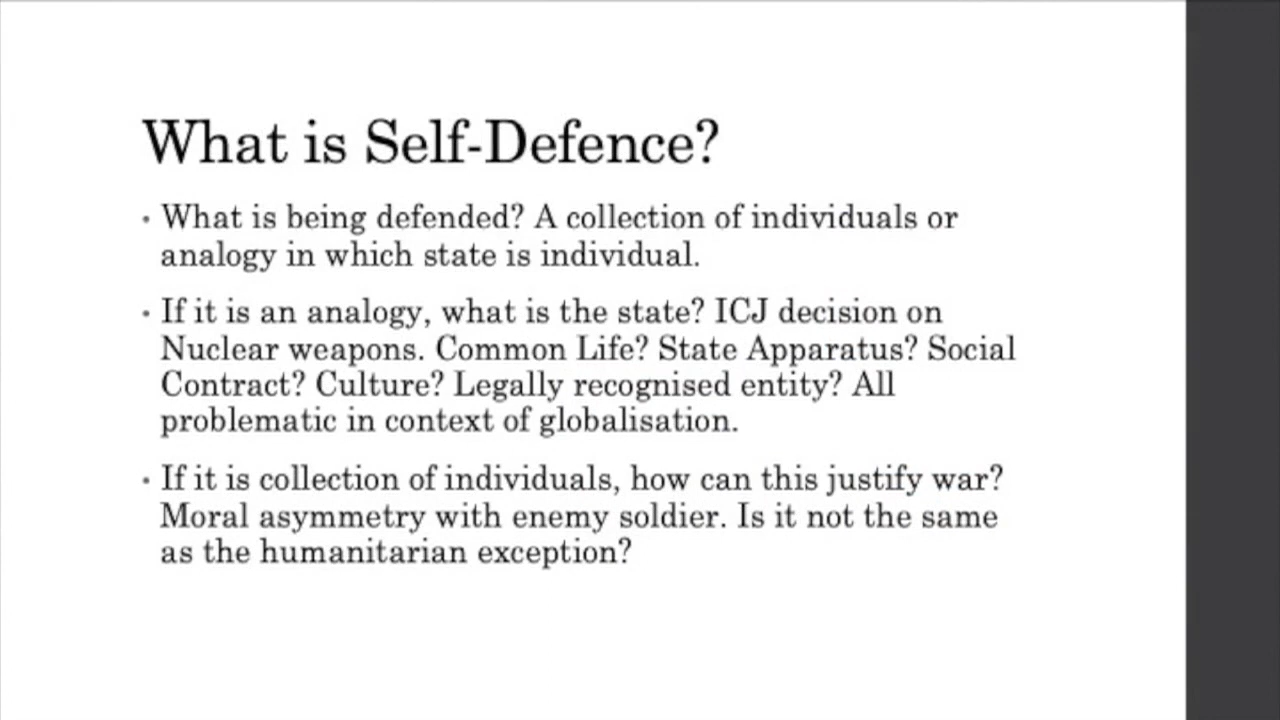 What is Self-Defence?
• What is being defended? A collection of individuals or
analogy in which state is individual.
• If it is an analogy, what is the state? ICJ decision on
Nuclear weapons. Common Life? State Apparatus? Social
Contract? Culture? Legally recognised entity? All
problematic in context of globalisation.
• If it is collection of individuals, how can this justify war?
Moral asymmetry with enemy soldier. Is it not the same
as the humanitarian exception?